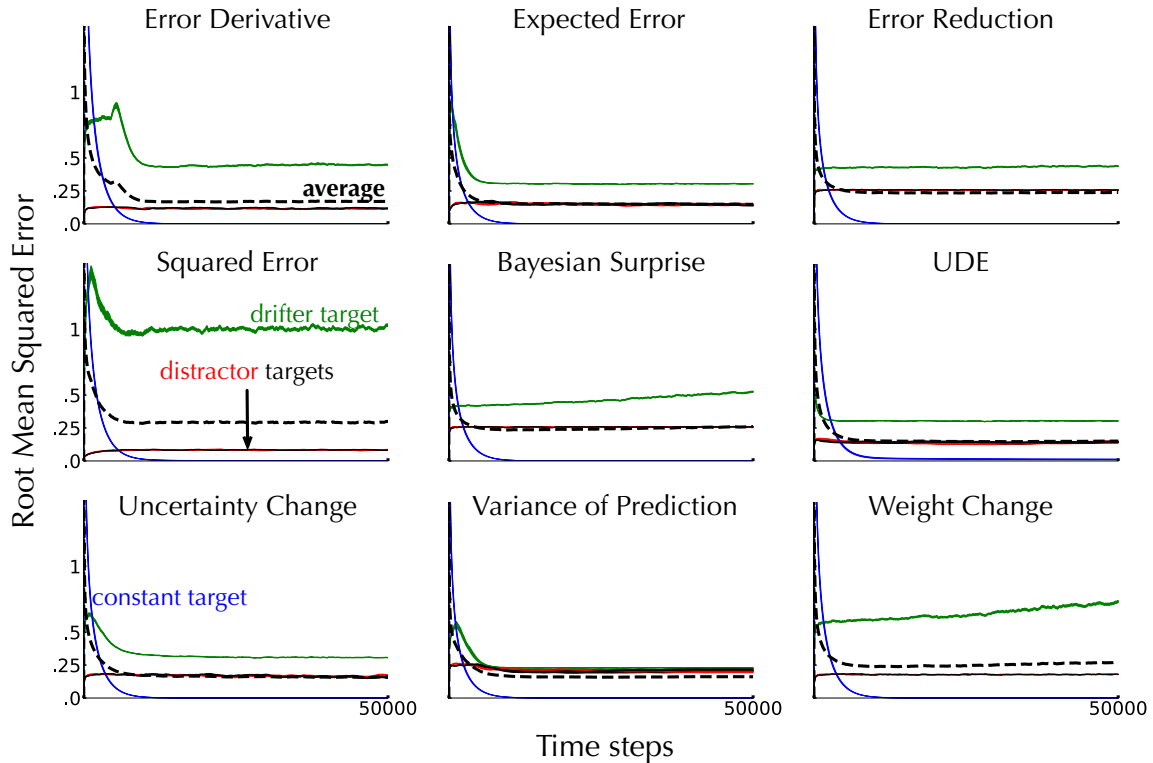 Error Derivative
Expected Error
Error Reduction
Root Mean Squared Error
1
.5
.25
.0
average
Squared Error
Bayesian Surprise
UDE
1
.5
.25
.0
drifter target
distractor targets
Uncertainty Change
Variance of Prediction
Weight Change
1
.5
.25
0
constant target
50000
50000
50000
Time steps